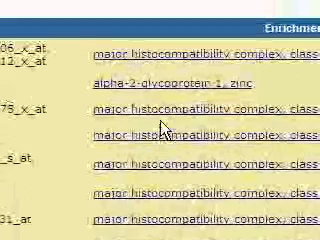 Enrichme
06_x_at
major histocompatibility complex, class
12_x_at
alpha-2-glycoprotein 1, zinc
75_x_at major histocompatibility complex, class
major histocompatibility complex, class
_s_at major histocompatibility complex, class
major histocompatibility complex, class
31_at major histocompatibility complex, class